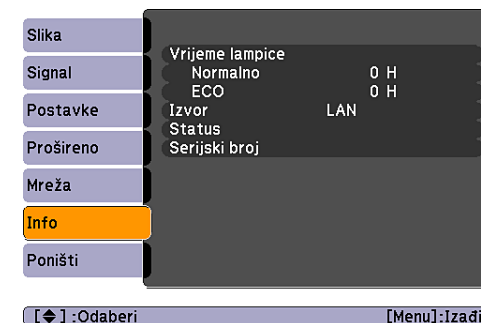 Slika
Signal
Postavke
Prošireno
Mreža
Info
Poništi
Vrijeme lampice
Normalno 0 H
ECO 0 H
Izvor LAN
Status
Serijski broj
[◆] :Odaberi [Menu]:Izađi